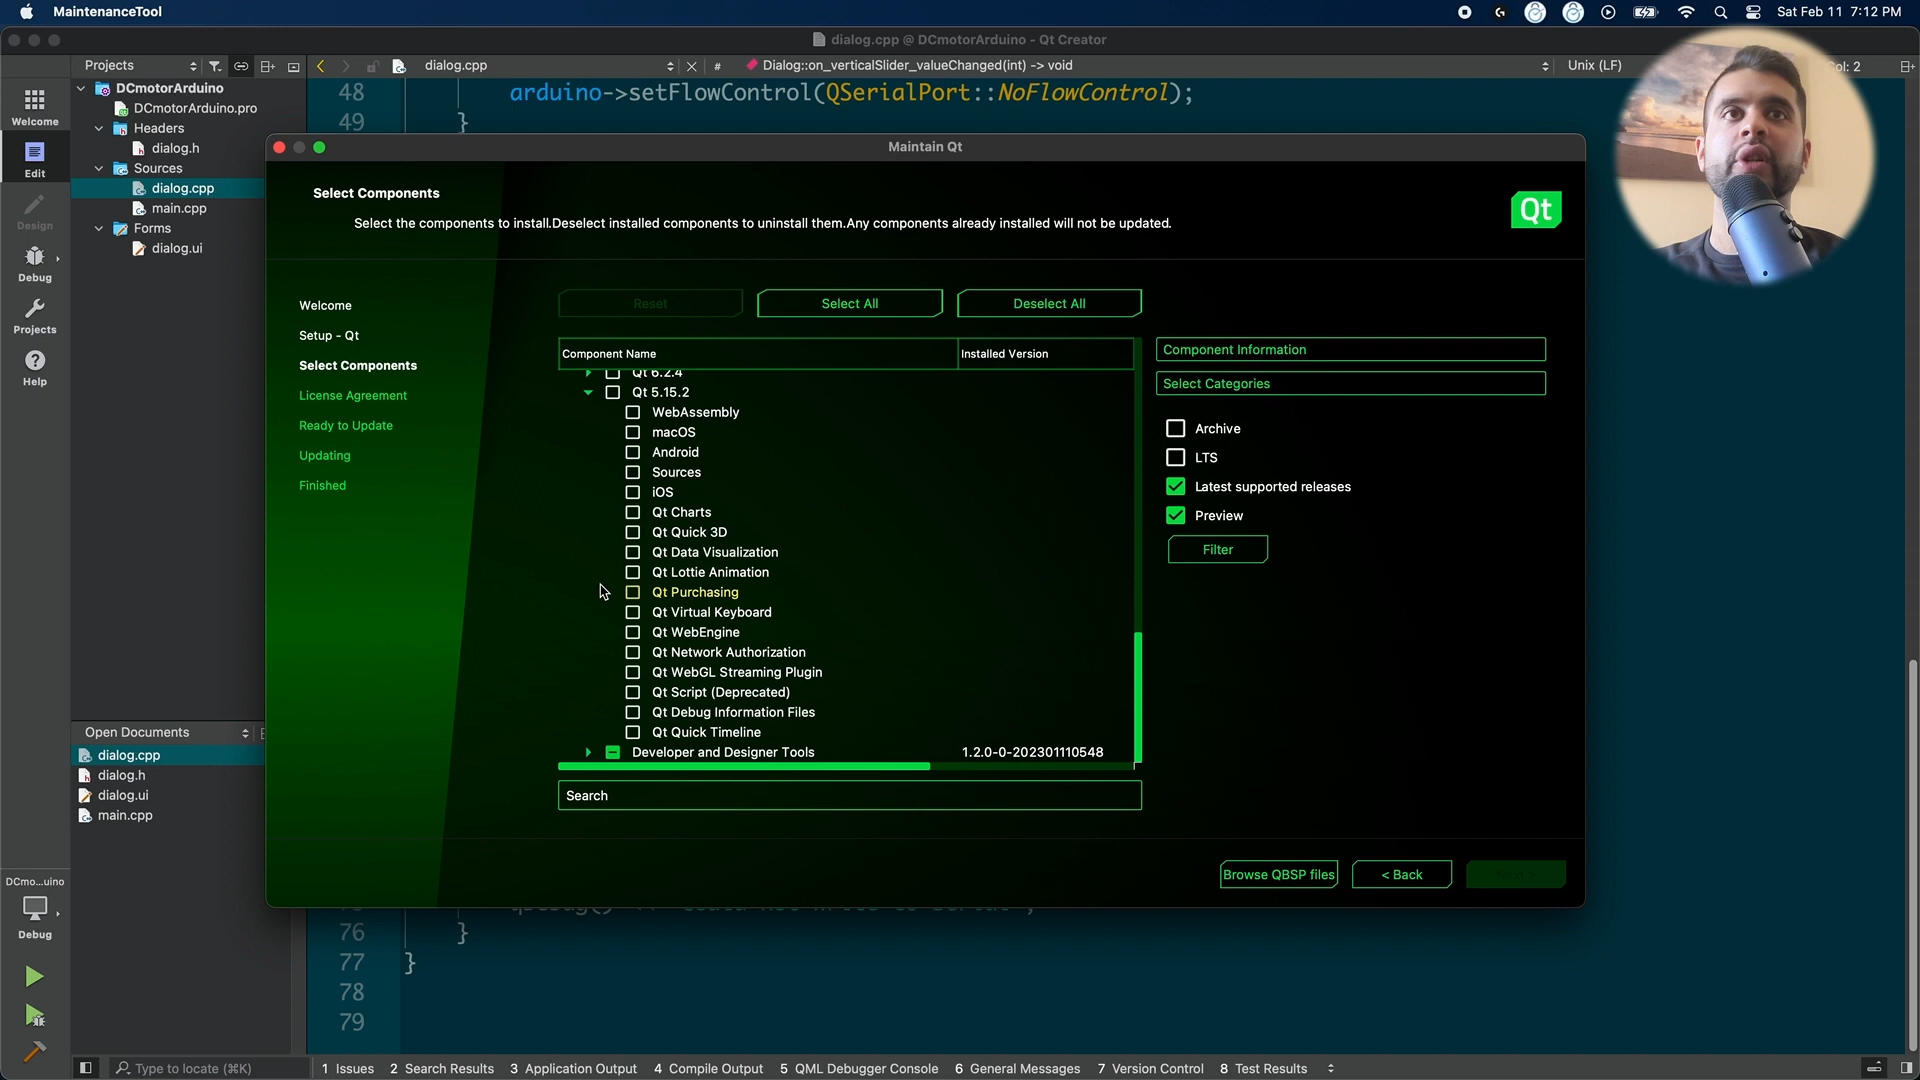 MaintenanceTool
Sat Feb 11 7:12 PM
dialog.cpp @ DCmotorArduino - Qt Creator
Projects
dialog.cpp
#
Dialog::on_verticalSlider_valueChanged(int) -> void
Unix (LF)
Col: 2
Welcome
Edit
Design
Debug
Projects
Help
DCmotorArduino
DCmotorArduino.pro
Headers
dialog.h
Sources
dialog.cpp
main.cpp
Forms
dialog.ui
48 arduino->setFlowControl(QSerialPort::NoFlowControl);
49 }
Maintain Qt
Select Components
Select the components to install.Deselect installed components to uninstall them.Any components already installed will not be updated.
Qt
Welcome
Setup - Qt
Select Components
License Agreement
Ready to Update
Updating
Finished
Reset
Select All
Deselect All
Component Name
Installed Version
Qt 6.2.4
Qt 5.15.2
WebAssembly
macOS
Android
Sources
iOS
Qt Charts
Qt Quick 3D
Qt Data Visualization
Qt Lottie Animation
Qt Purchasing
Qt Virtual Keyboard
Qt WebEngine
Qt Network Authorization
Qt WebGL Streaming Plugin
Qt Script (Deprecated)
Qt Debug Information Files
Qt Quick Timeline
Developer and Designer Tools 1.2.0-0-202301110548
Search
Component Information
Select Categories
Archive
LTS
Latest supported releases
Preview
Filter
Browse QBSP files
< Back
Open Documents
dialog.cpp
dialog.h
dialog.ui
main.cpp
DCmo...uino
Debug
76 }
77 }
78
79
Type to locate (⌘K)
1 Issues
2 Search Results
3 Application Output
4 Compile Output
5 QML Debugger Console
6 General Messages
7 Version Control
8 Test Results